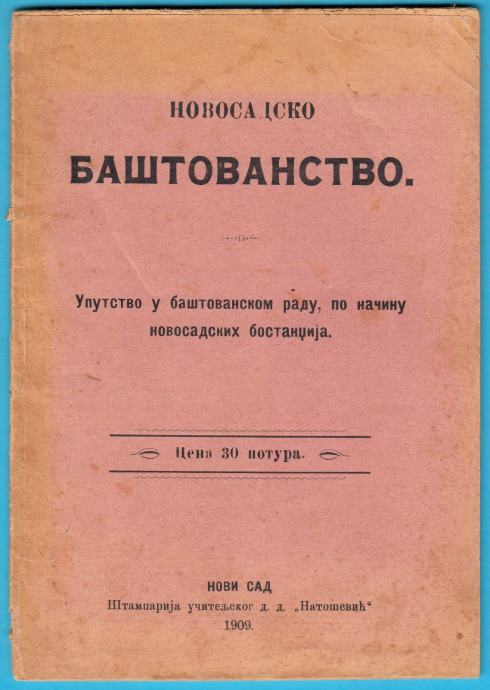 НОВОСАДСКО
БАШТОВАНСТВО.
Упутство у баштованском раду, по начину
новосадских бостанџија.
Цена 30 потура.
НОВИ САД
Штампарија учитељског д. д. „Натошевић“
1909.